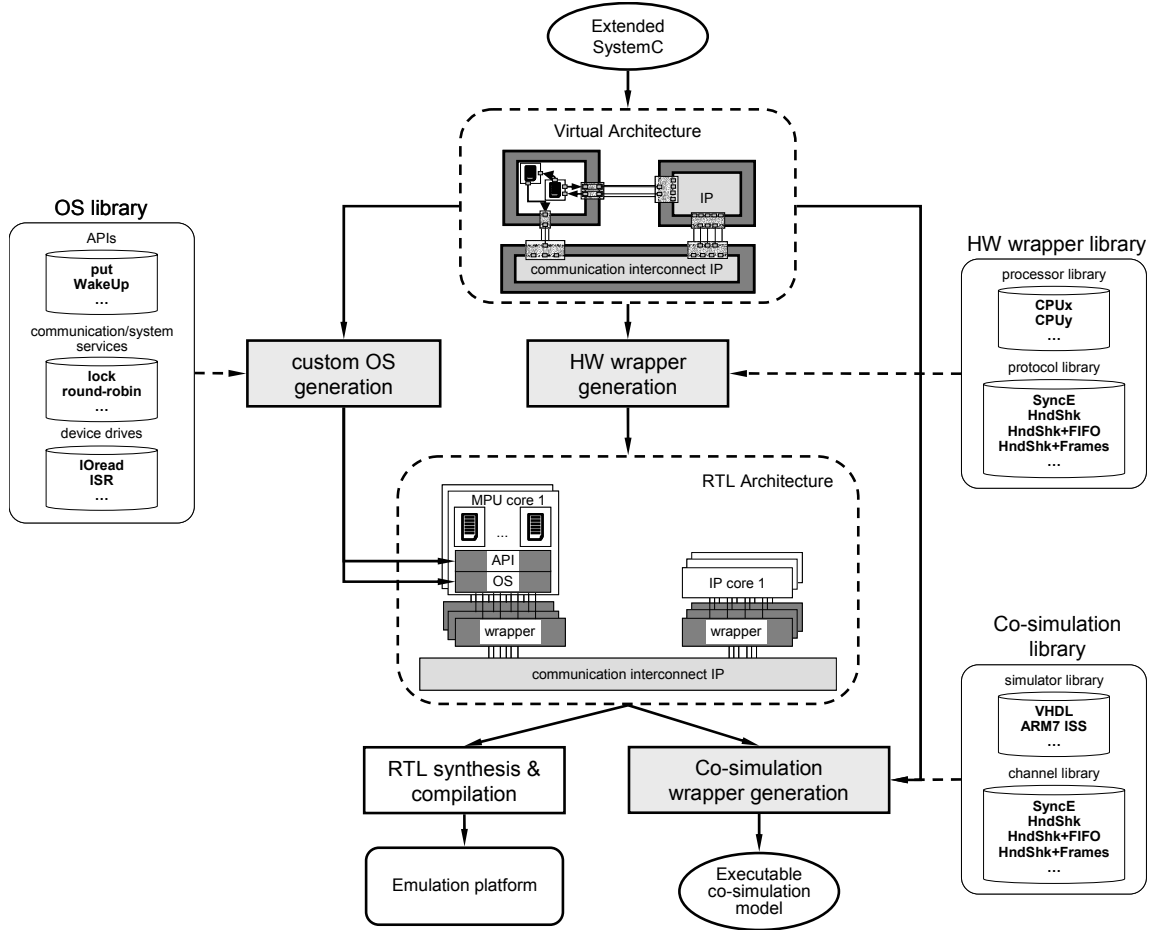 Extended
SystemC
Virtual Architecture
IP
communication interconnect IP
OS library
APIs
put
WakeUp
...
communication/system
services
lock
round-robin
...
device drives
IOread
ISR
...
custom OS
generation
HW wrapper
generation
HW wrapper library
processor library
CPUx
CPUy
...
protocol library
SyncE
HndShk
HndShk+FIFO
HndShk+Frames
...
RTL Architecture
MPU core 1
...
API
OS
wrapper
IP core 1
wrapper
communication interconnect IP
Co-simulation
library
simulator library
VHDL
ARM7 ISS
...
channel library
SyncE
HndShk
HndShk+FIFO
HndShk+Frames
...
RTL synthesis &
compilation
Co-simulation
wrapper generation
Emulation platform
Executable
co-simulation
model